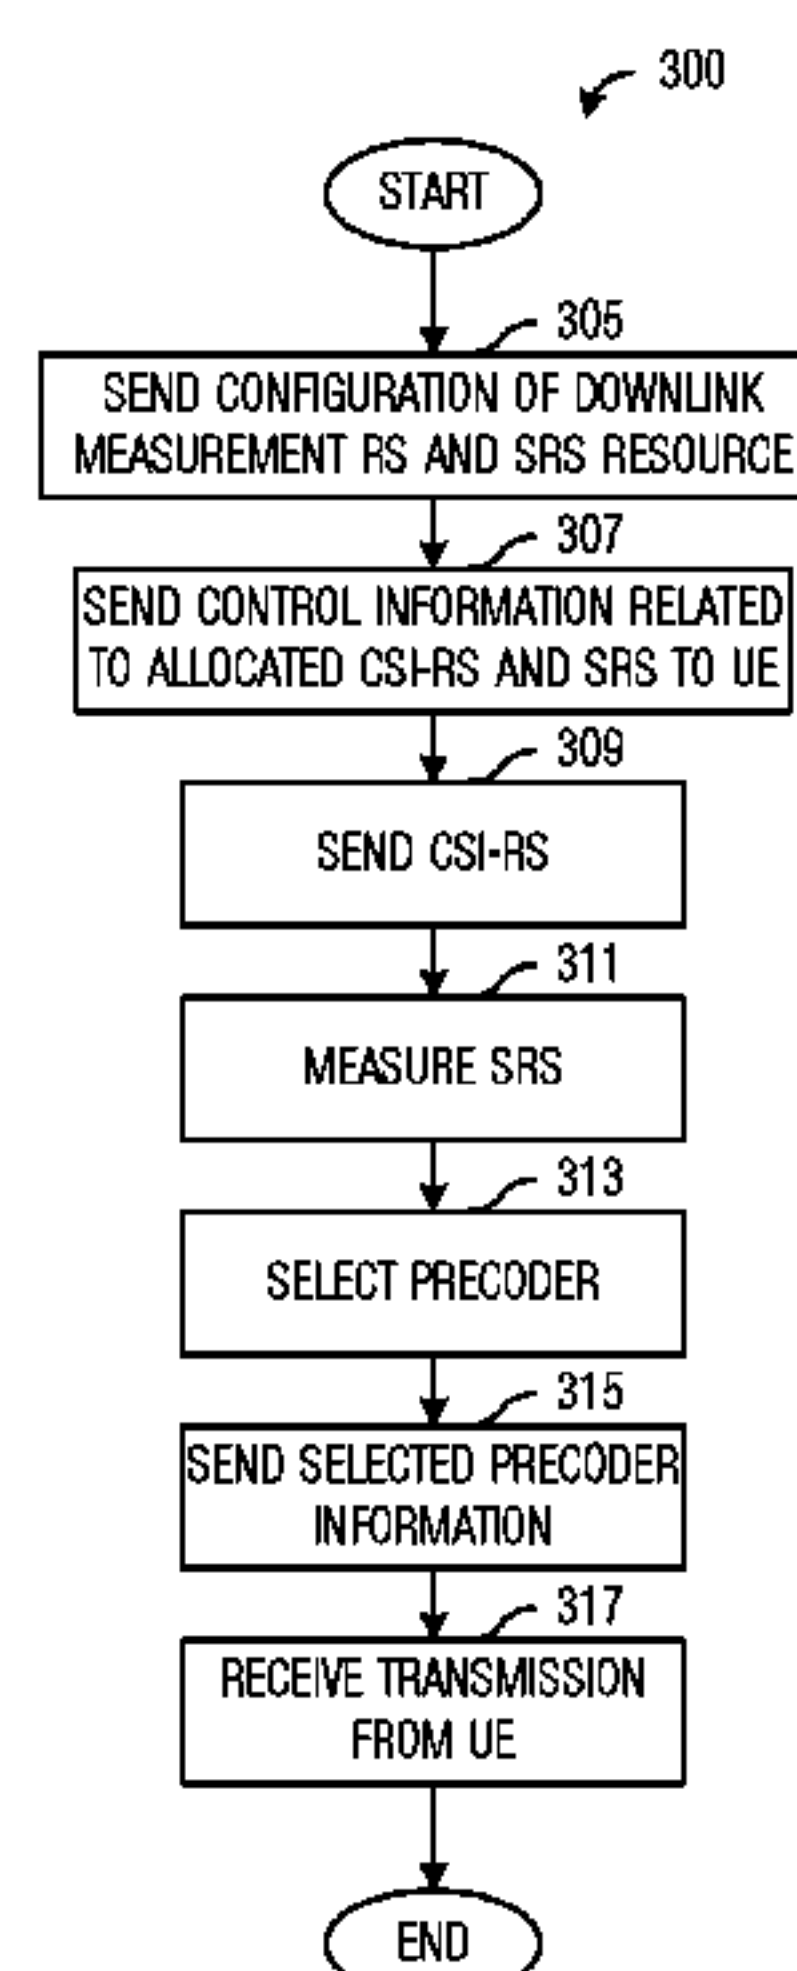 300
START
305
SEND CONFIGURATION OF DOWNLINK
MEASUREMENT RS AND SRS RESOURCE
307
SEND CONTROL INFORMATION RELATED
TO ALLOCATED CSI-RS AND SRS TO UE
309
SEND CSI-RS
311
MEASURE SRS
313
SELECT PRECODER
315
SEND SELECTED PRECODER
INFORMATION
317
RECEIVE TRANSMISSION
FROM UE
END